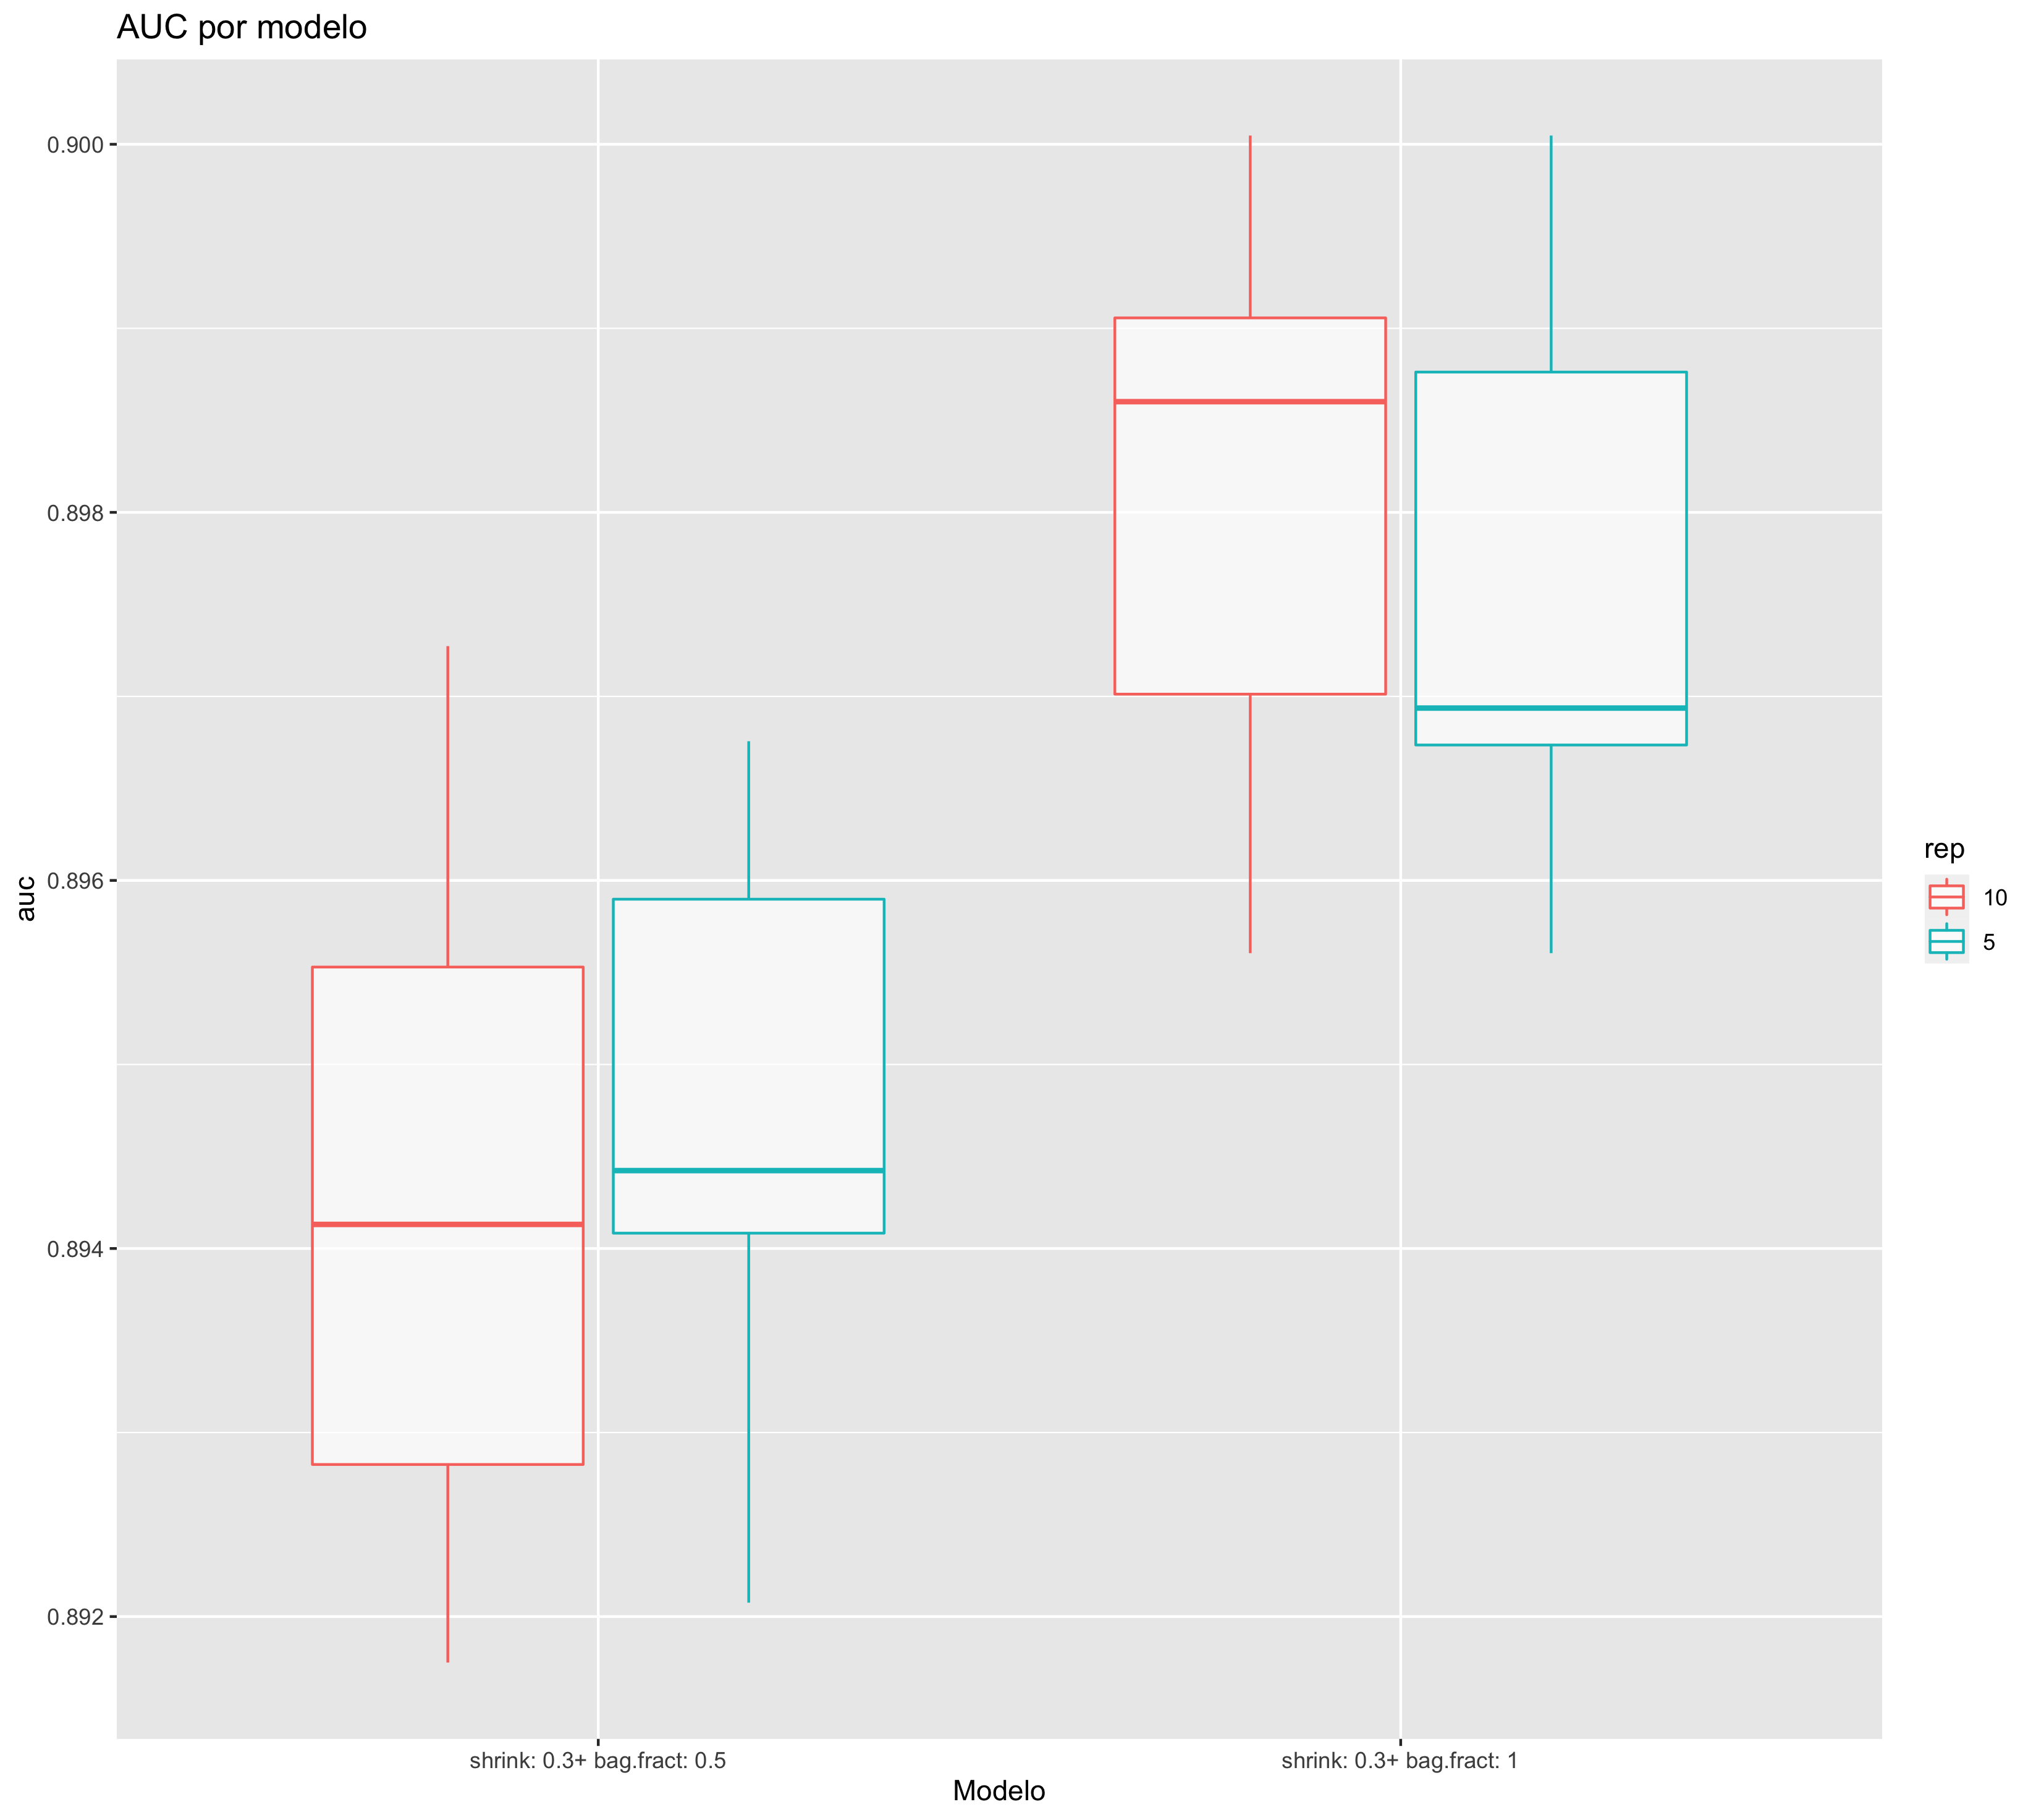 AUC por modelo
0.900
0.898
0.896
0.894
0.892
auc
shrink: 0.3+ bag.fract: 0.5
shrink: 0.3+ bag.fract: 1
Modelo
rep
10
5